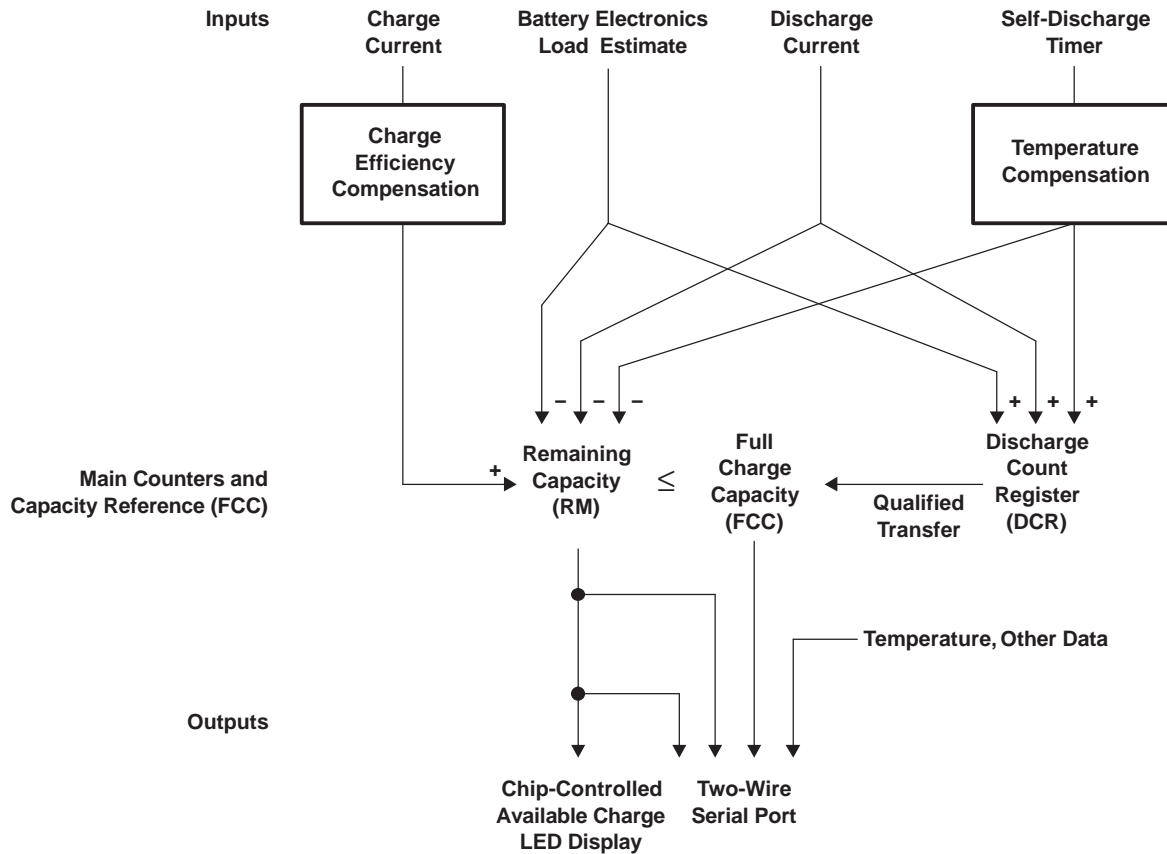 Inputs
Charge
Current
Battery Electronics
Load Estimate
Discharge
Current
Self-Discharge
Timer
Charge
Efficiency
Compensation
Temperature
Compensation
– – –
+ + +
Main Counters and
Capacity Reference (FCC)
+
Remaining
Capacity
(RM)
≤
Full
Charge
Capacity
(FCC)
Qualified
Transfer
Discharge
Count
Register
(DCR)
Temperature, Other Data
Outputs
Chip-Controlled
Available Charge
LED Display
Two-Wire
Serial Port